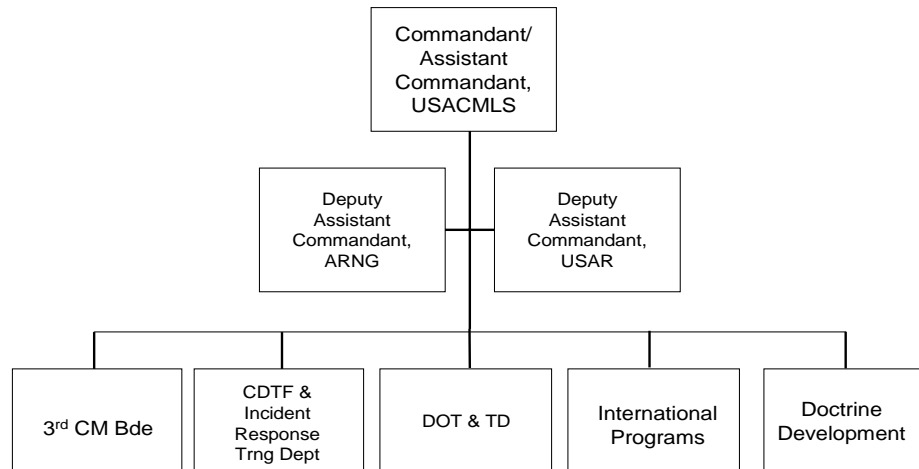 Commandant/
Assistant
Commandant,
USACMLS
Deputy
Assistant
Commandant,
ARNG
Deputy
Assistant
Commandant,
USAR
3rd CM Bde
CDTF &
Incident
Response
Trng Dept
DOT & TD
International
Programs
Doctrine
Development